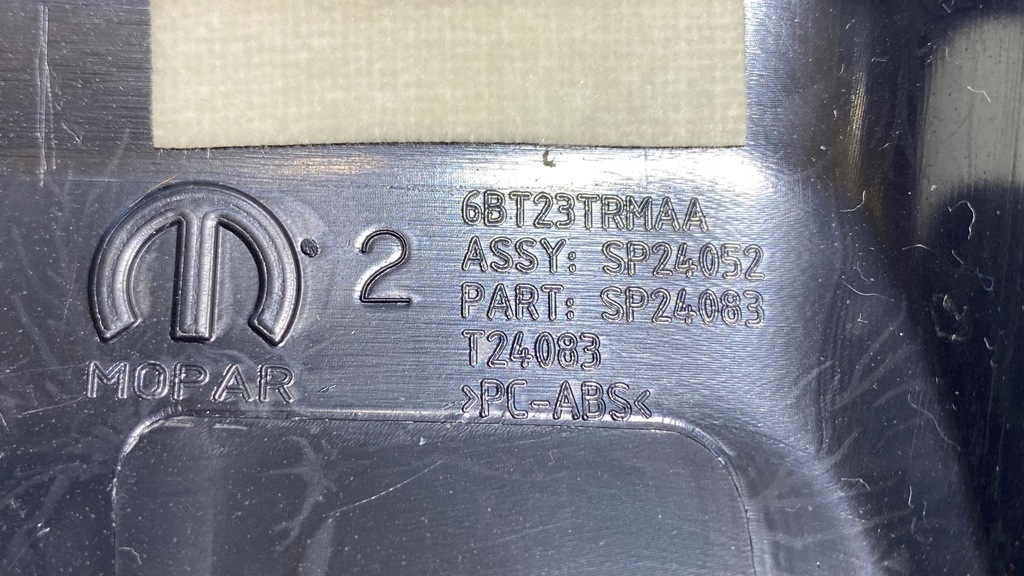 MOPAR
2
6BT23TRMAA
ASSY: SP24052
PART: SP24083
T24083
>PC-ABS<